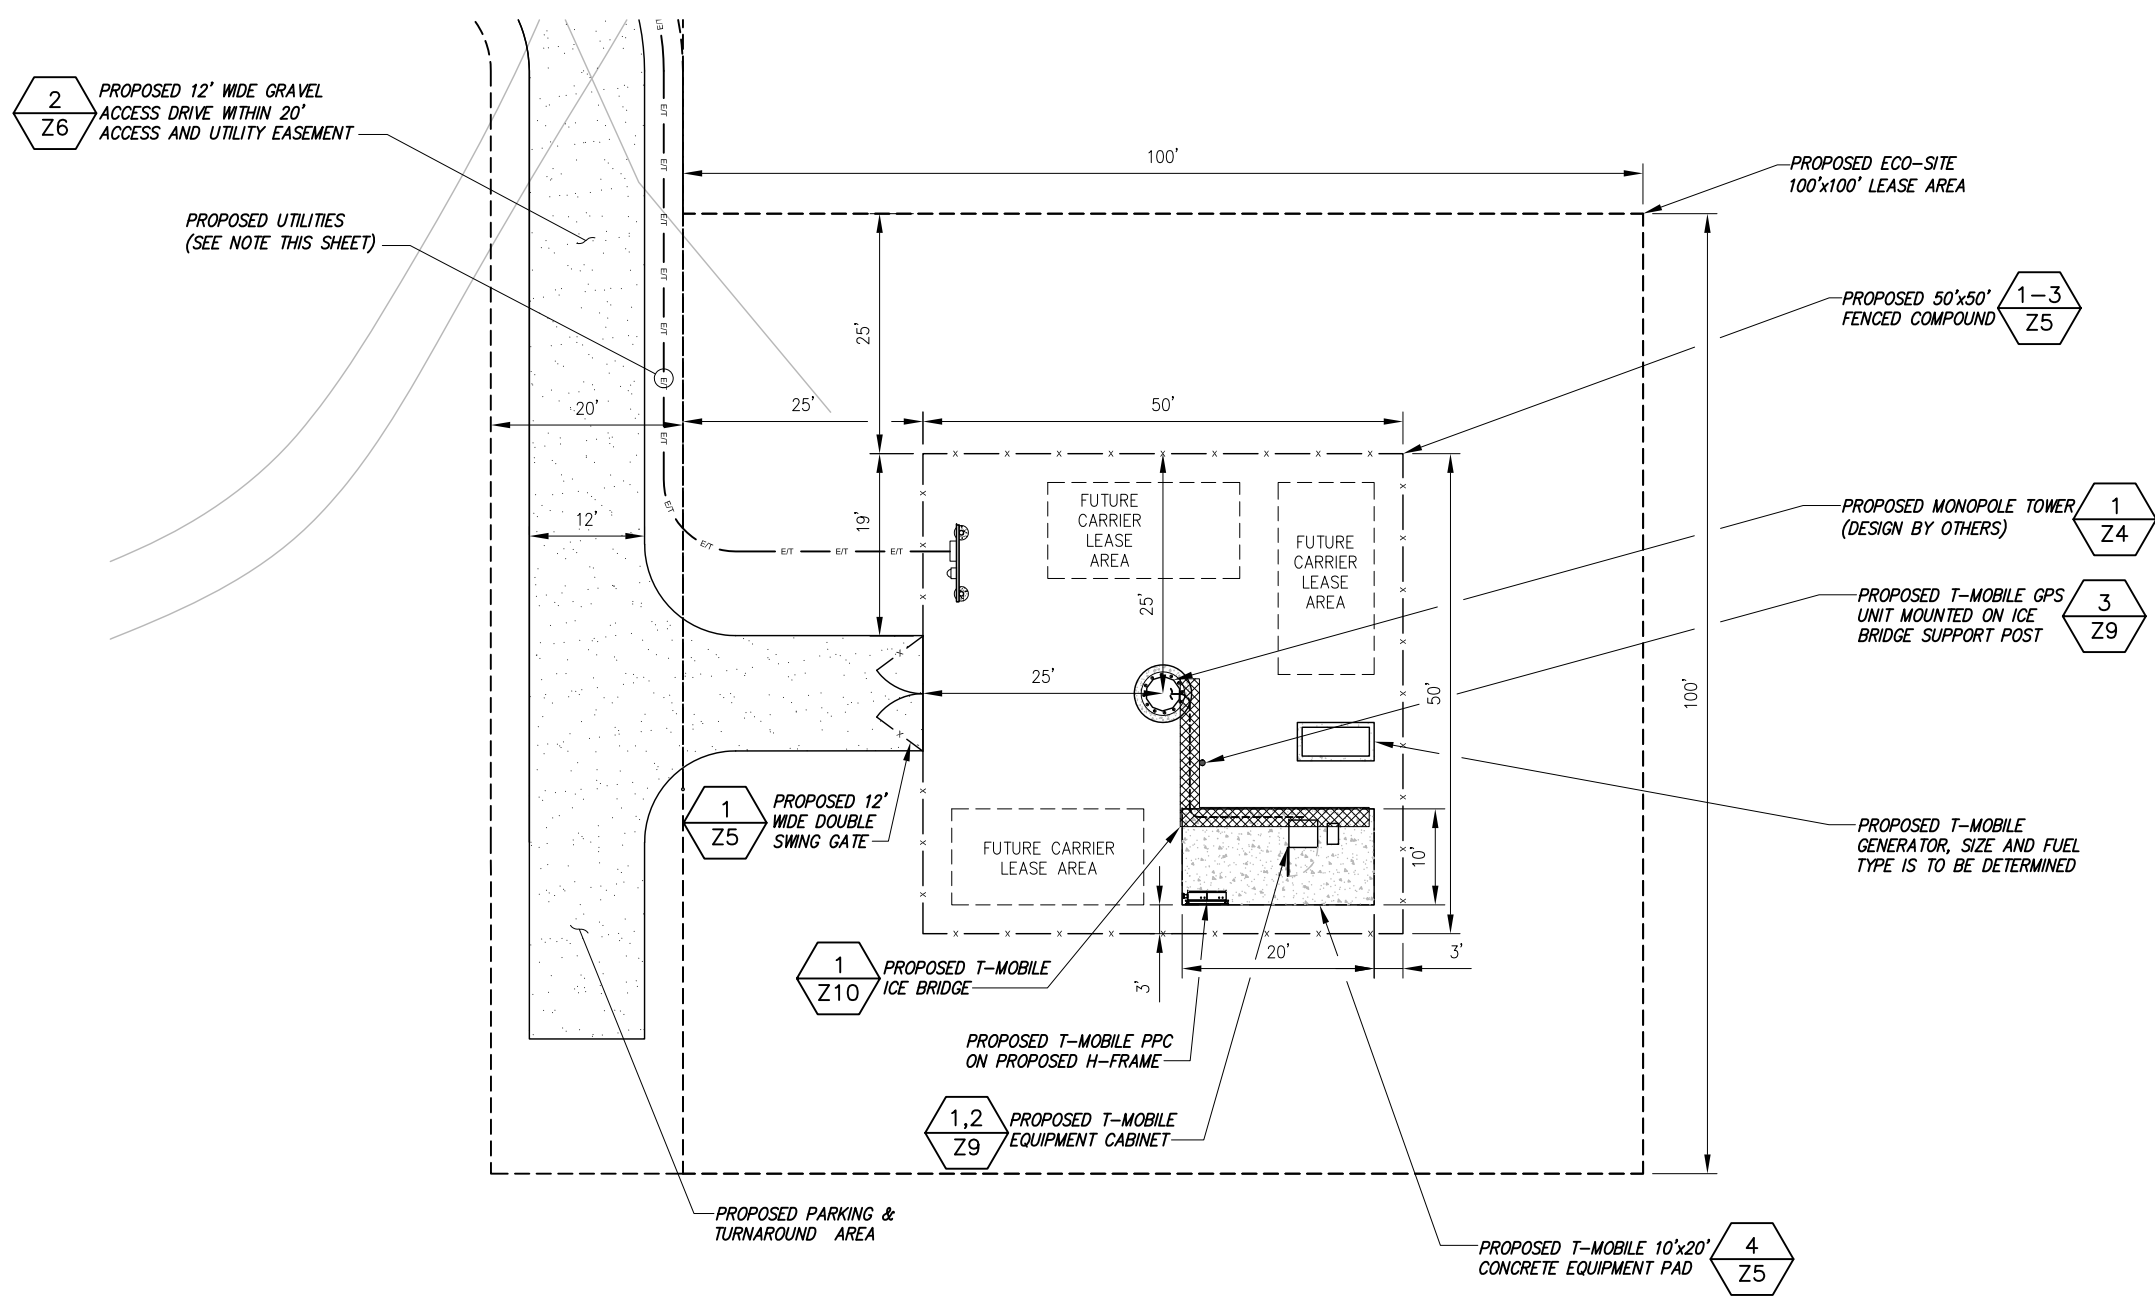 2
Z6
PROPOSED 12' WIDE GRAVEL
ACCESS DRIVE WITHIN 20'
ACCESS AND UTILITY EASEMENT
PROPOSED UTILITIES
(SEE NOTE THIS SHEET)
E/T
E/T
E/T
E/T
E/T
E/T
E/T
E/T
E/T
E/T
E/T
E/T
E/T
100'
PROPOSED ECO-SITE
100'x100' LEASE AREA
25'
20'
25'
50'
PROPOSED 50'x50'
FENCED COMPOUND
1-3
Z5
12'
19'
FUTURE
CARRIER
LEASE
AREA
FUTURE
CARRIER
LEASE
AREA
25'
25'
50'
100'
PROPOSED MONOPOLE TOWER
(DESIGN BY OTHERS)
1
Z4
PROPOSED T-MOBILE GPS
UNIT MOUNTED ON ICE
BRIDGE SUPPORT POST
3
Z9
1
Z5
PROPOSED 12'
WIDE DOUBLE
SWING GATE
FUTURE CARRIER
LEASE AREA
10'
PROPOSED T-MOBILE
GENERATOR, SIZE AND FUEL
TYPE IS TO BE DETERMINED
1
Z10
PROPOSED T-MOBILE
ICE BRIDGE
3'
20'
3'
PROPOSED T-MOBILE PPC
ON PROPOSED H-FRAME
1,2
Z9
PROPOSED T-MOBILE
EQUIPMENT CABINET
PROPOSED PARKING &
TURNAROUND AREA
PROPOSED T-MOBILE 10'x20'
CONCRETE EQUIPMENT PAD
4
Z5